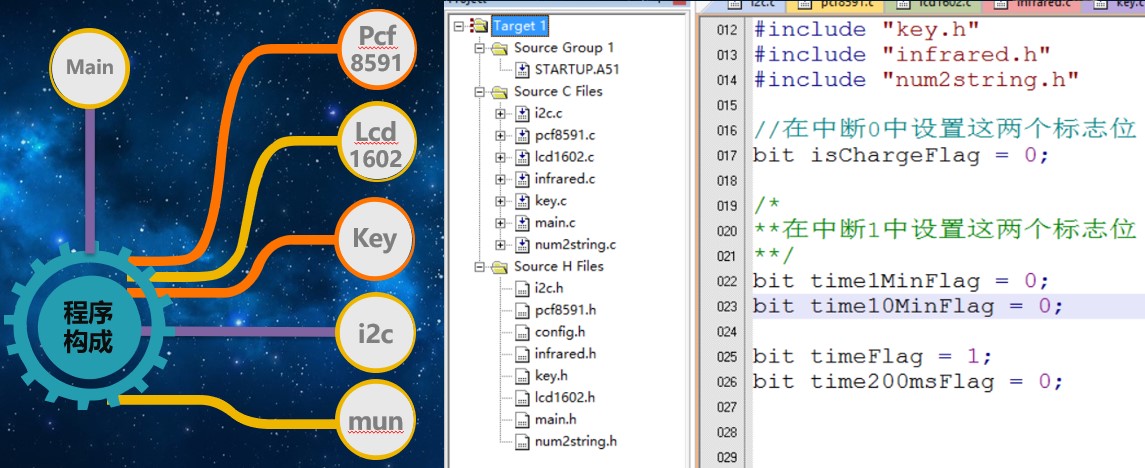 Main
Pcf
8591
Lcd
1602
Key
i2c
mun
程序
构成
Target 1
Source Group 1
STARTUP.A51
Source C Files
i2c.c
pcf8591.c
lcd1602.c
infrared.c
key.c
main.c
num2string.c
Source H Files
i2c.h
pcf8591.h
config.h
infrared.h
key.h
lcd1602.h
main.h
num2string.h
i2c.c pcf8591.c lcd1602.c infrared.c key.c
012 #include "key.h"
013 #include "infrared.h"
014 #include "num2string.h"
015
016 //在中断0中设置这两个标志位
017 bit isChargeFlag = 0;
018
019 /*
020 **在中断1中设置这两个标志位
021 **/
022 bit time1MinFlag = 0;
023 bit time10MinFlag = 0;
024
025 bit timeFlag = 1;
026 bit time200msFlag = 0;
027
028
029